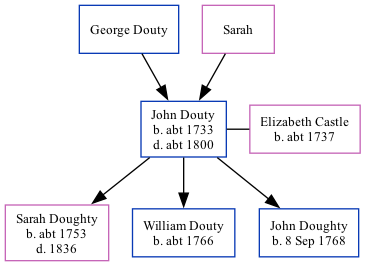 George Douty
Sarah
John Douty
b. abt 1733
d. abt 1800
Elizabeth Castle
b. abt 1737
Sarah Doughty
b. abt 1753
d. 1836
William Douty
b. abt 1766
John Doughty
b. 8 Sep 1768